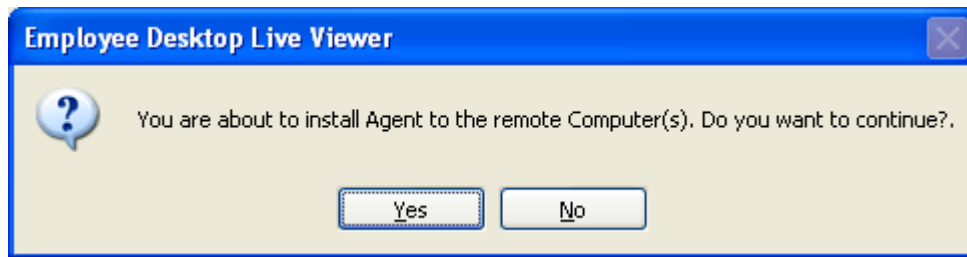 Employee Desktop Live Viewer
You are about to install Agent to the remote Computer(s). Do you want to continue?.
Yes
No